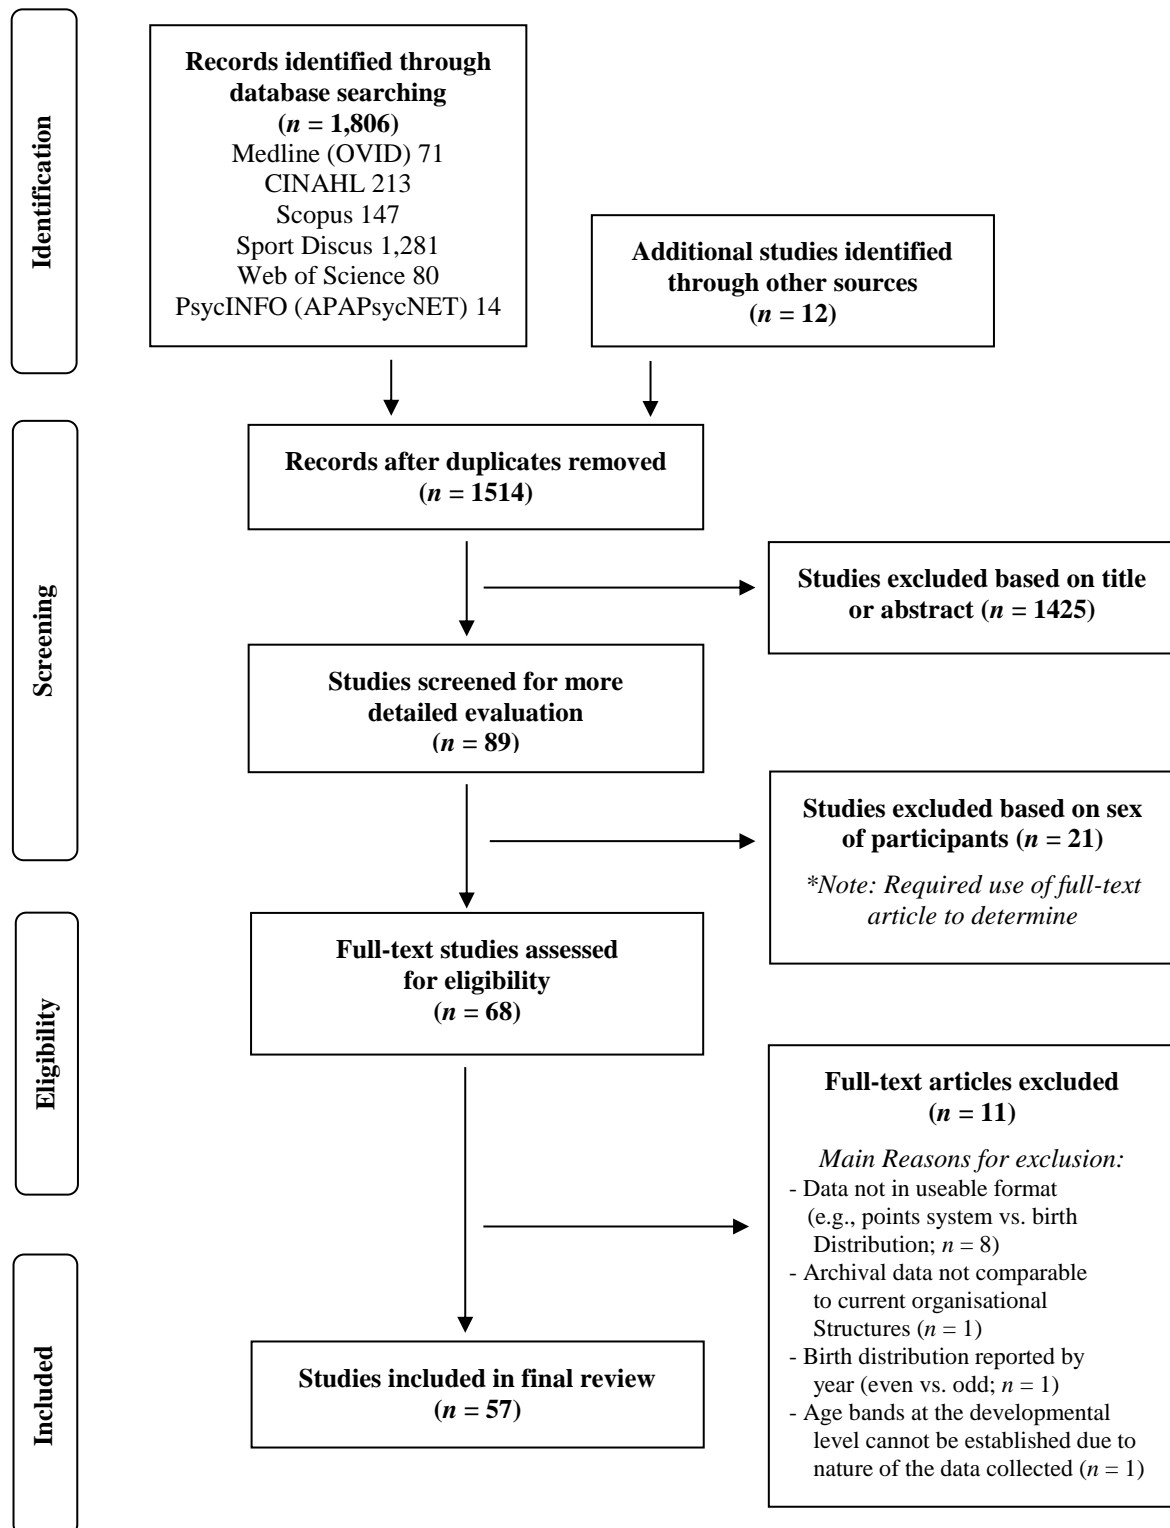 Identification
Records identified through
database searching
(n = 1,806)
Medline (OVID) 71
CINAHL 213
Scopus 147
Sport Discus 1,281
Web of Science 80
PsycINFO (APAPsycNET) 14
Additional studies identified
through other sources
(n = 12)
Screening
Records after duplicates removed
(n = 1514)
Studies excluded based on title
or abstract (n = 1425)
Studies screened for more
detailed evaluation
(n = 89)
Studies excluded based on sex
of participants (n = 21)
*Note: Required use of full-text
article to determine
Eligibility
Full-text studies assessed
for eligibility
(n = 68)
Full-text articles excluded
(n = 11)
Main Reasons for exclusion:
- Data not in useable format
(e.g., points system vs. birth
Distribution; n = 8)
- Archival data not comparable
to current organisational
Structures (n = 1)
- Birth distribution reported by
year (even vs. odd; n = 1)
- Age bands at the developmental
level cannot be established due to
nature of the data collected (n = 1)
Included
Studies included in final review
(n = 57)